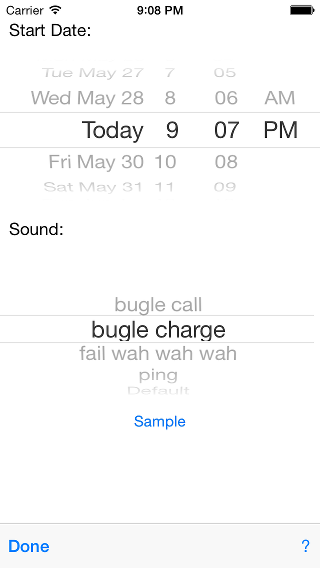 Carrier 9:08 PM
Start Date:
Tue May 27 7 05
Wed May 28 8 06 AM
Today 9 07 PM
Fri May 30 10 08
Sat May 31 11 09
Sound:
bugle call
bugle charge
fail wah wah wah
ping
Default
Sample
Done ?